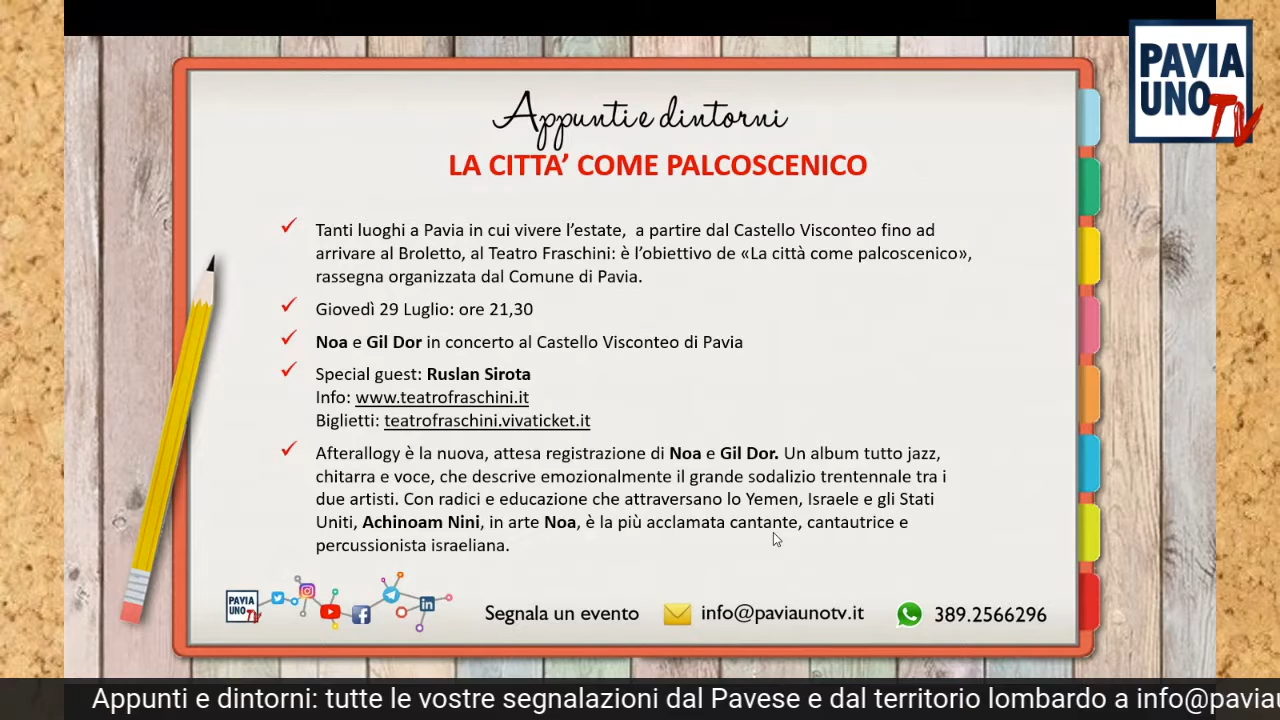 PAVIA
UNO TV
Appunti e dintorni
LA CITTA’ COME PALCOSCENICO
✓ Tanti luoghi a Pavia in cui vivere l’estate, a partire dal Castello Visconteo fino ad
arrivare al Broletto, al Teatro Fraschini: è l’obiettivo de «La città come palcoscenico»,
rassegna organizzata dal Comune di Pavia.
✓ Giovedì 29 Luglio: ore 21,30
✓ Noa e Gil Dor in concerto al Castello Visconteo di Pavia
✓ Special guest: Ruslan Sirota
Info: www.teatrofraschini.it
Biglietti: teatrofraschini.vivaticket.it
✓ Afterallogy è la nuova, attesa registrazione di Noa e Gil Dor. Un album tutto jazz,
chitarra e voce, che descrive emozionalmente il grande sodalizio trentennale tra i
due artisti. Con radici e educazione che attraversano lo Yemen, Israele e gli Stati
Uniti, Achinoam Nini, in arte Noa, è la più acclamata cantante, cantautrice e
percussionista israeliana.
PAVIA
UNO TV
Segnala un evento info@paviaunotv.it 389.2566296
Appunti e dintorni: tutte le vostre segnalazioni dal Pavese e dal territorio lombardo a info@paviau